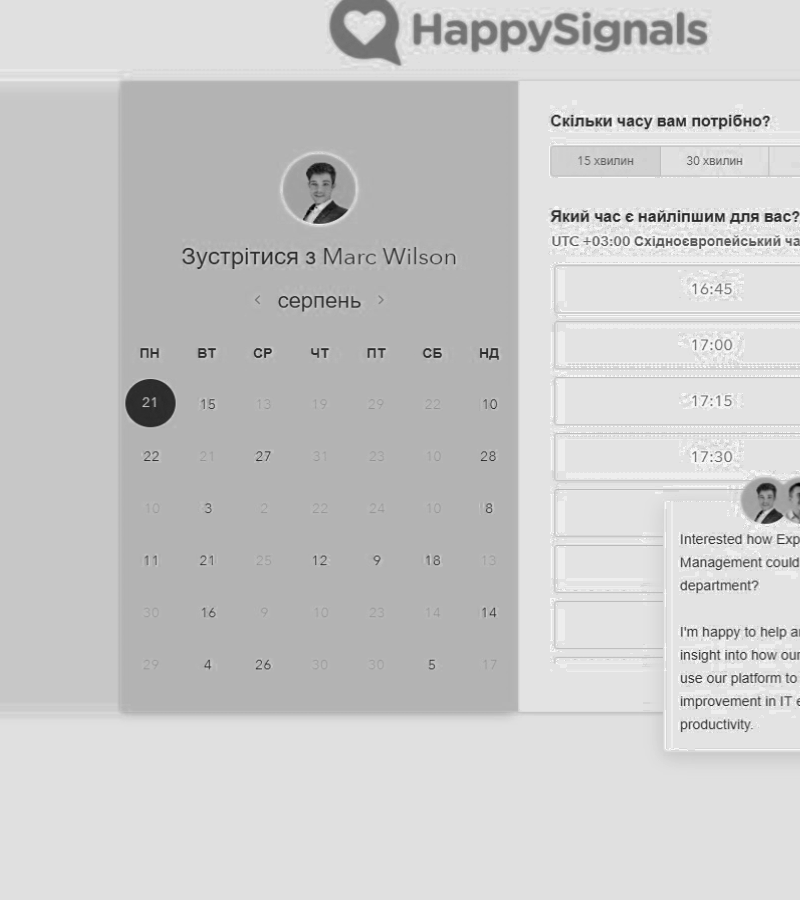 HappySignals
Зустрітися з Marc Wilson
серпень
ПН ВТ СР ЧТ ПТ СБ НД
21 15 13 19 29 22 10
22 21 27 31 23 10 28
10 3 2 22 24 10 8
11 21 25 12 9 18 13
30 16 9 10 23 14 14
29 4 26 30 30 5 17
Скільки часу вам потрібно?
15 хвилин 30 хвилин
Який час є найліпшим для вас?
UTC +03:00 Східноєвропейський ча
16:45
17:00
17:15
17:30
Interested how Exp
Management could
department?
I'm happy to help a
insight into how our
use our platform to
improvement in IT e
productivity.